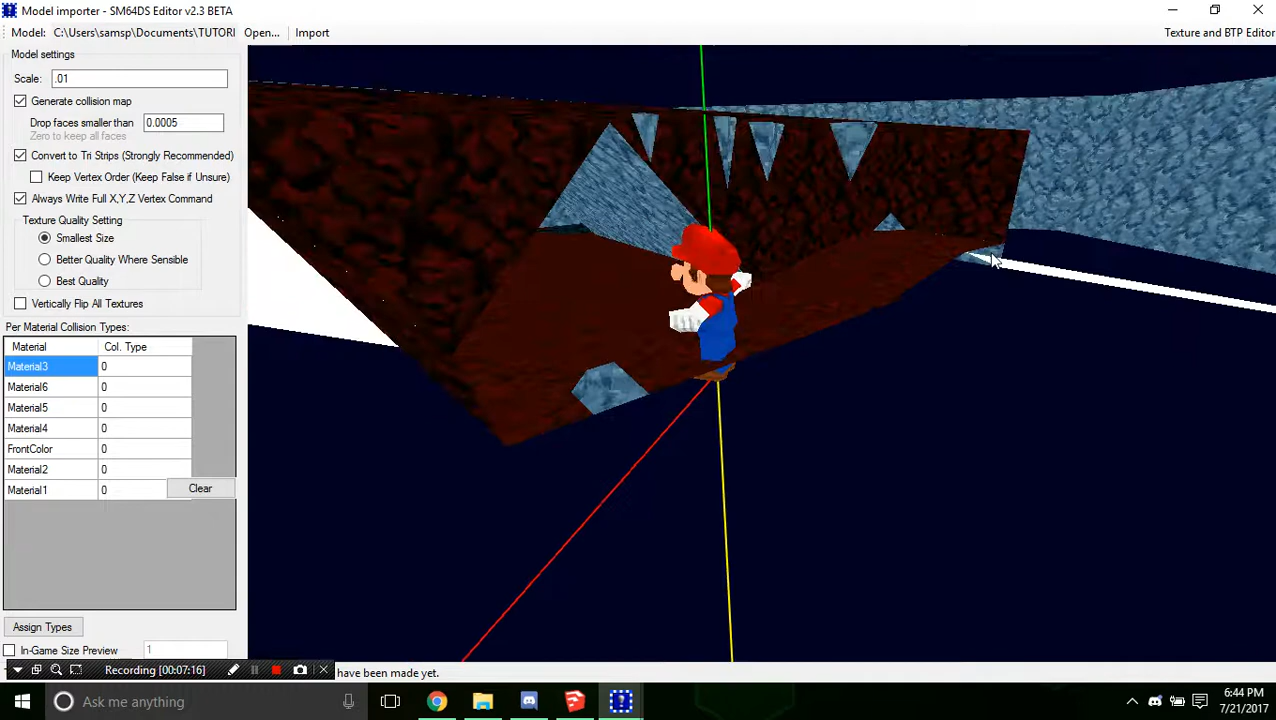 Model importer - SM64DS Editor v2.3 BETA
Model: C:\Users\samsp\Documents\TUTORI Open... Import Texture and BTP Editor
Model settings
Scale: .01
Generate collision map
Drop faces smaller than 0.0005
Zero to keep all faces
Convert to Tri Strips (Strongly Recommended)
Keep Vertex Order (Keep False if Unsure)
Always Write Full X,Y,Z Vertex Command
Texture Quality Setting
Smallest Size
Better Quality Where Sensible
Best Quality
Vertically Flip All Textures
Per Material Collision Types:
Material Col. Type
Material3 0
Material6 0
Material5 0
Material4 0
FrontColor 0
Material2 0
Material1 0 Clear
Assign Types
In-Game Size Preview 1
Recording [00:07:16] have been made yet.
Ask me anything 6:44 PM
7/21/2017